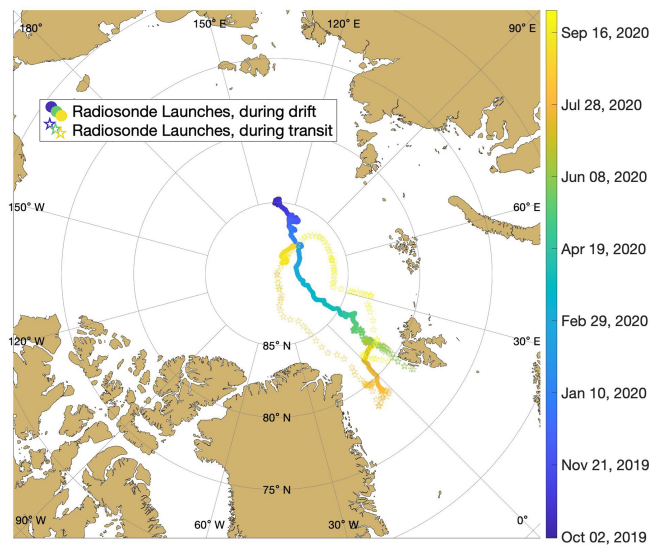 180°
150° E
120° E
90° E
Sep 16, 2020
Radiosonde Launches, during drift
Radiosonde Launches, during transit
Jul 28, 2020
Jun 08, 2020
150° W
60° E
Apr 19, 2020
Feb 29, 2020
120° W
85° N
30° E
Jan 10, 2020
80° N
Nov 21, 2019
75° N
90° W
60° W
30° W
0°
Oct 02, 2019